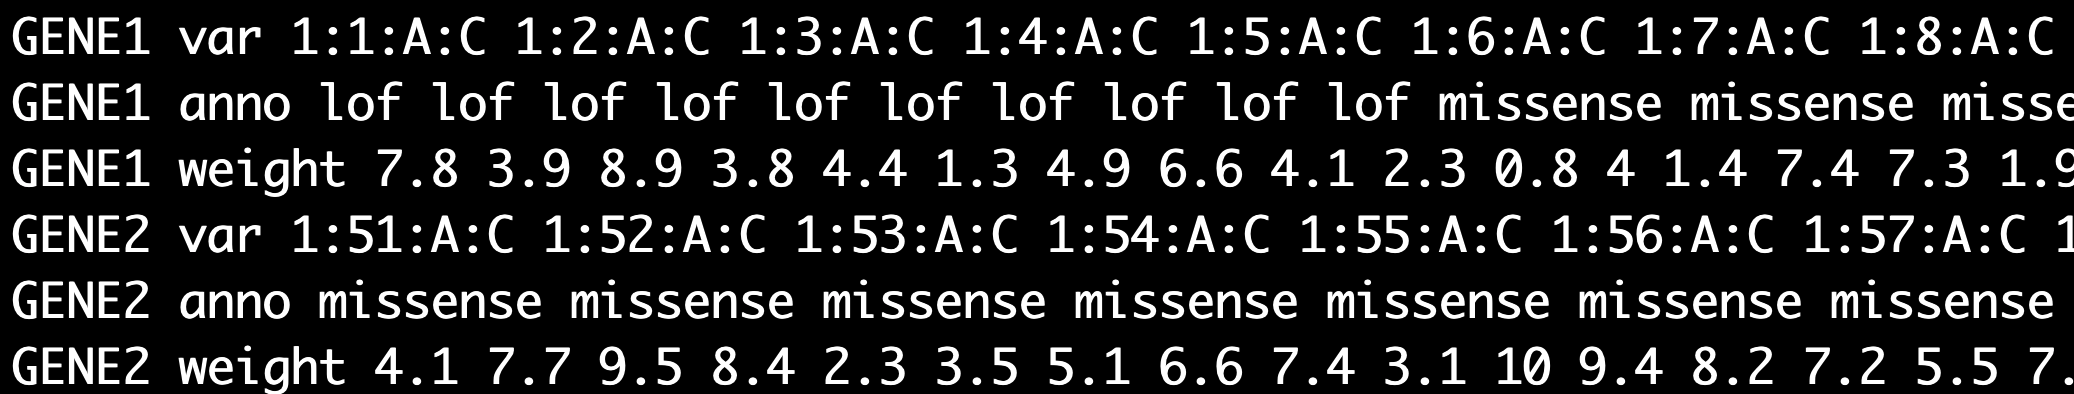 GENE1 var 1:1:A:C 1:2:A:C 1:3:A:C 1:4:A:C 1:5:A:C 1:6:A:C 1:7:A:C 1:8:A:C
GENE1 anno lof lof lof lof lof lof lof lof lof lof missense missense misse
GENE1 weight 7.8 3.9 8.9 3.8 4.4 1.3 4.9 6.6 4.1 2.3 0.8 4 1.4 7.4 7.3 1.9
GENE2 var 1:51:A:C 1:52:A:C 1:53:A:C 1:54:A:C 1:55:A:C 1:56:A:C 1:57:A:C 1
GENE2 anno missense missense missense missense missense missense missense
GENE2 weight 4.1 7.7 9.5 8.4 2.3 3.5 5.1 6.6 7.4 3.1 10 9.4 8.2 7.2 5.5 7.